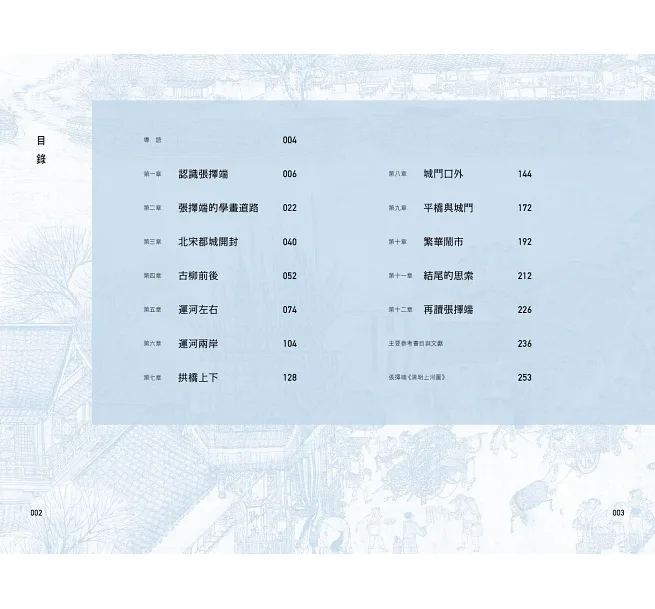 目錄
導 語 004
第一章 認識張擇端 006
第二章 張擇端的學畫道路 022
第三章 北宋都城開封 040
第四章 古柳前後 052
第五章 運河左右 074
第六章 運河兩岸 104
第七章 拱橋上下 128
第八章 城門口外 144
第九章 平橋與城門 172
第十章 繁華鬧市 192
第十一章 結尾的思索 212
第十二章 再讀張擇端 226
主要參考書目與文獻 236
張擇端《清明上河圖》 253
002
003